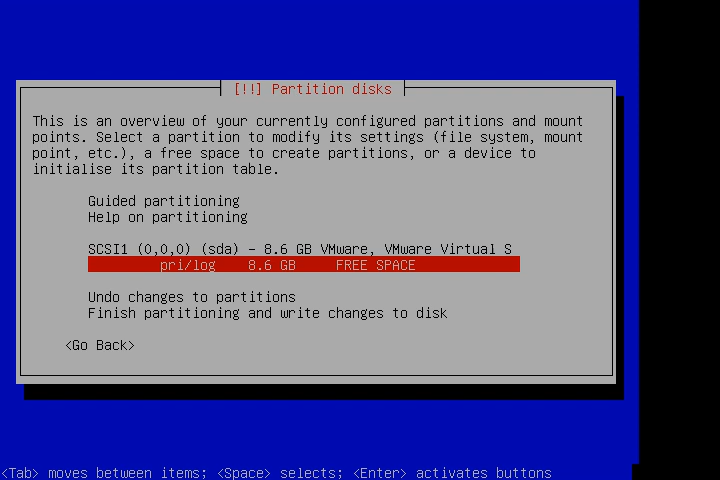 [!!] Partition disks
This is an overview of your currently configured partitions and mount
points. Select a partition to modify its settings (file system, mount
point, etc.), a free space to create partitions, or a device to
initialise its partition table.
Guided partitioning
Help on partitioning
SCSI1 (0,0,0) (sda) - 8.6 GB VMware, VMware Virtual S
pri/log 8.6 GB FREE SPACE
Undo changes to partitions
Finish partitioning and write changes to disk
<Go Back>
<Tab> moves between items; <Space> selects; <Enter> activates buttons